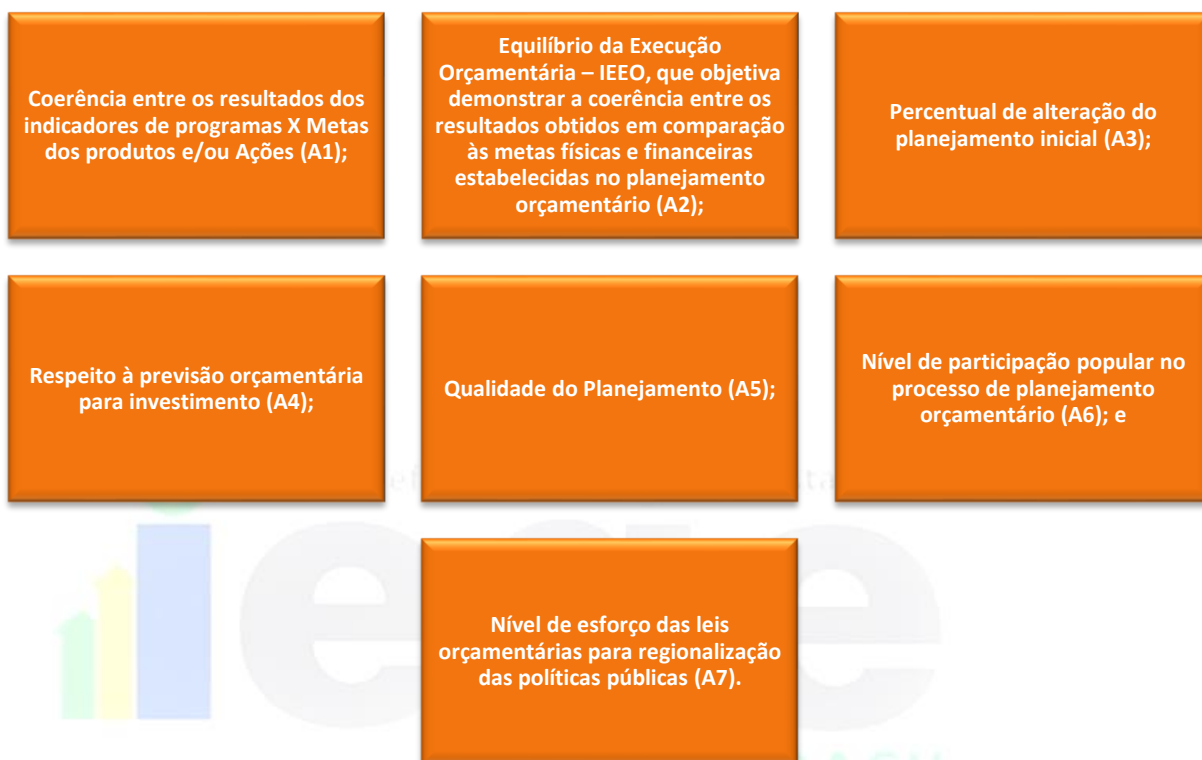 Coerência entre os resultados dos
indicadores de programas X Metas
dos produtos e/ou Ações (A1);
Equilíbrio da Execução
Orçamentária – IEEO, que objetiva
demonstrar a coerência entre os
resultados obtidos em comparação
às metas físicas e financeiras
estabelecidas no planejamento
orçamentário (A2);
Percentual de alteração do
planejamento inicial (A3);
Respeito à previsão orçamentária
para investimento (A4);
Qualidade do Planejamento (A5);
Nível de participação popular no
processo de planejamento
orçamentário (A6); e
Nível de esforço das leis
orçamentárias para regionalização
das políticas públicas (A7).